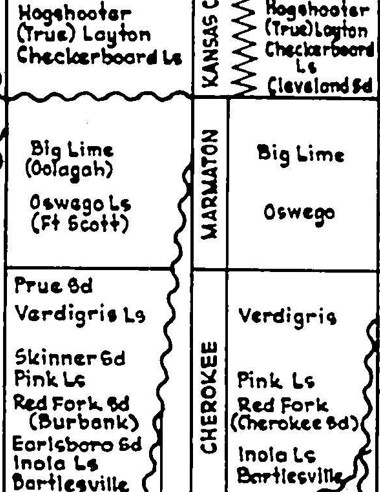 Hogshooter
(True) Layton
Checkerboard Ls
KANSAS C
Hogshooter
(True) Layton
Checkerboard
Ls
Cleveland Sd
Big Lime
(Oolagah)
Oswego Ls
(Ft Scott)
MARMATON
Big Lime
Oswego
Prue Sd
Verdigris Ls
Skinner Sd
Pink Ls
Red Fork Sd
(Burbank)
Earlsboro Sd
Inola Ls
Bartlesville
CHEROKEE
Verdigris
Pink Ls
Red Fork
(Cherokee Sd)
Inola Ls
Bartlesville